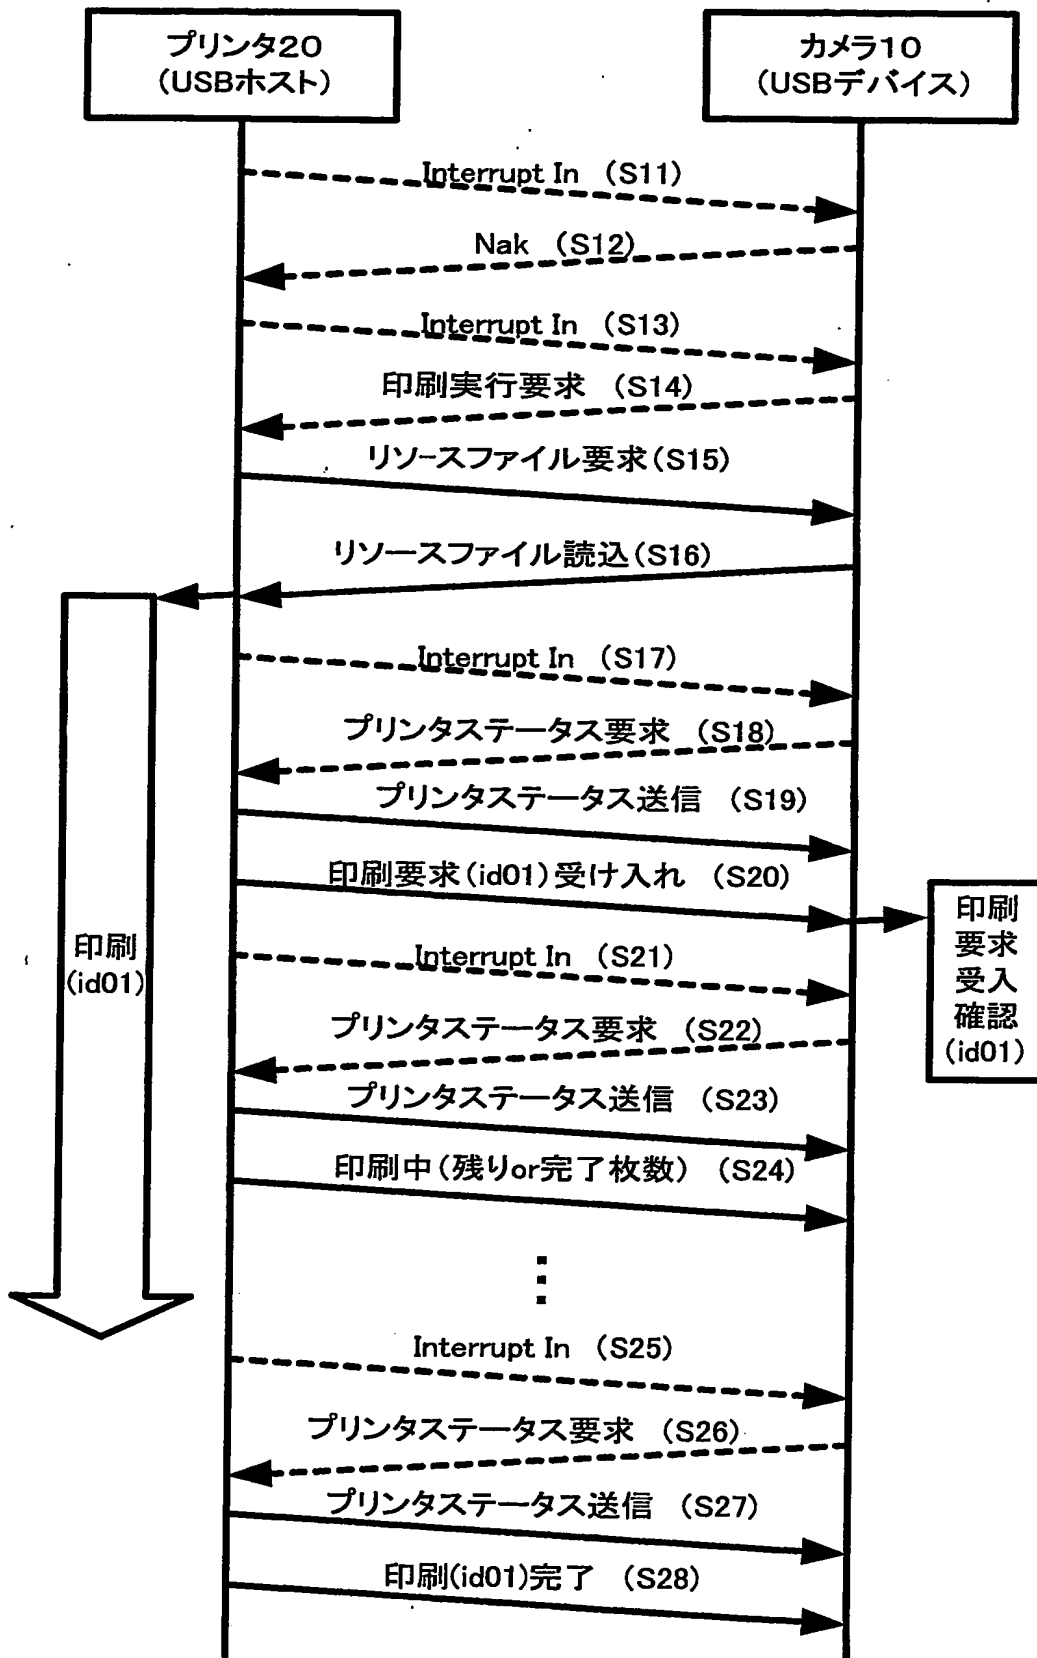 プリンタ20
(USBホスト)
カメラ10
(USBデバイス)
Interrupt In (S11)
Nak (S12)
Interrupt In (S13)
印刷実行要求 (S14)
リソースファイル要求(S15)
リソースファイル読込(S16)
Interrupt In (S17)
プリンタステータス要求 (S18)
プリンタステータス送信 (S19)
印刷要求(id01)受け入れ (S20)
印刷
要求
受入
確認
(id01)
印刷
(id01)
Interrupt In (S21)
プリンタステータス要求 (S22)
プリンタステータス送信 (S23)
印刷中(残りor完了枚数) (S24)
Interrupt In (S25)
プリンタステータス要求 (S26)
プリンタステータス送信 (S27)
印刷(id01)完了 (S28)